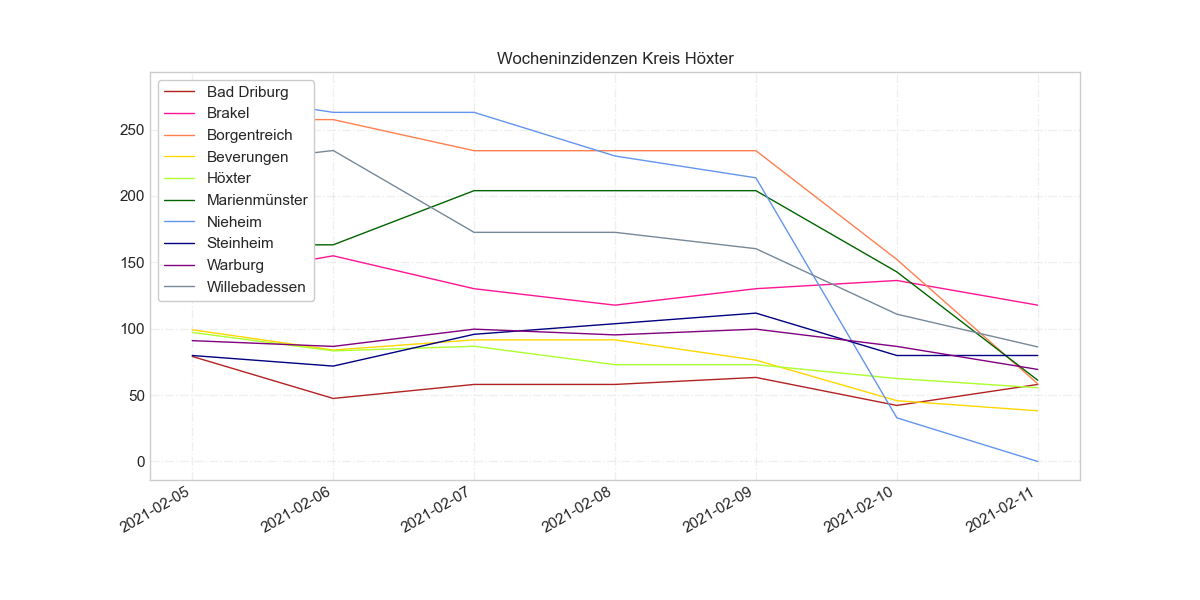 Wocheninzidenzen Kreis Höxter
Bad Driburg
Brakel
Borgentreich
Beverungen
Höxter
Marienmünster
Nieheim
Steinheim
Warburg
Willebadessen
250
200
150
100
50
0
2021-02-05
2021-02-06
2021-02-07
2021-02-08
2021-02-09
2021-02-10
2021-02-11